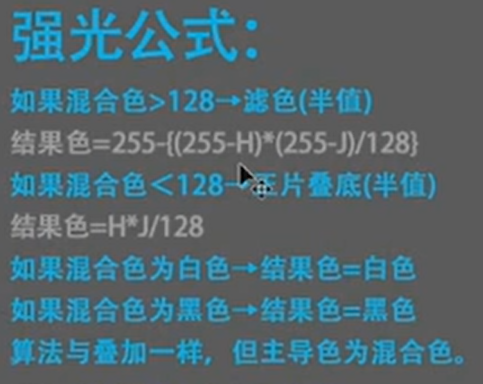 强光公式：
如果混合色>128→滤色(半值)
结果色=255-{(255-H)*(255-J)/128}
如果混合色＜128→正片叠底(半值)
结果色=H*J/128
如果混合色为白色→结果色=白色
如果混合色为黑色→结果色=黑色
算法与叠加一样，但主导色为混合色。